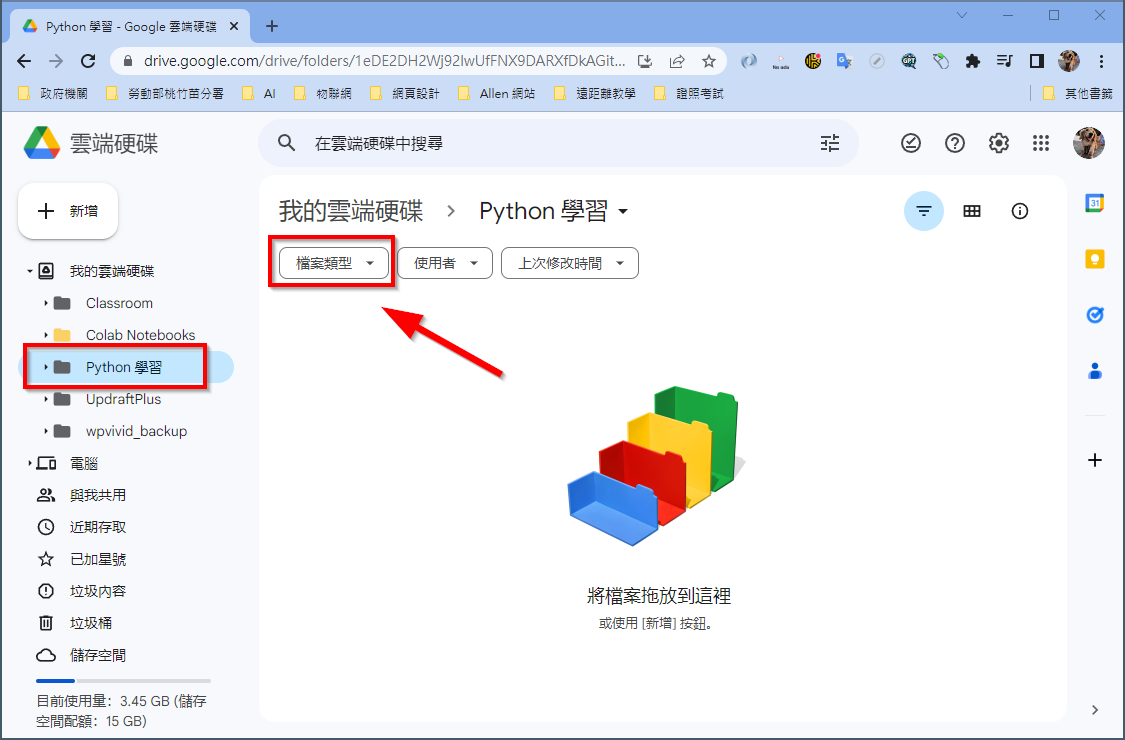 Python 學習 - Google 雲端硬碟
drive.google.com/drive/folders/1eDE2DH2Wj92IwUfFNX9DARXfDkAGit...
政府機關 勞動部桃竹苗分署 AI 物聯網 網頁設計 Allen 網站 遠距離教學 證照考試 其他書籤
雲端硬碟
在雲端硬碟中搜尋
新增
我的雲端硬碟 > Python 學習
檔案類型 使用者 上次修改時間
31
我的雲端硬碟
Classroom
Colab Notebooks
Python 學習
UpdraftPlus
wpvivid_backup
電腦
與我共用
近期存取
已加星號
垃圾內容
垃圾桶
儲存空間
目前使用量：3.45 GB (儲存
空間配額：15 GB)
將檔案拖放到這裡
或使用 [新增] 按鈕。